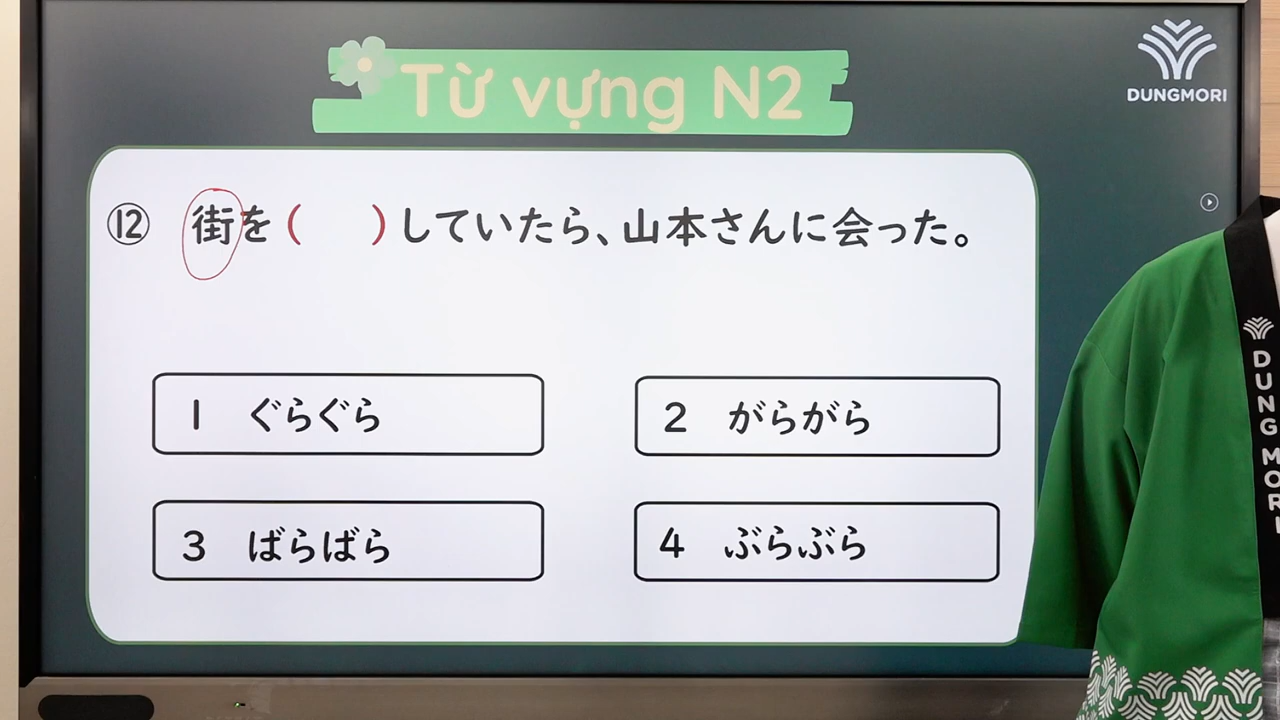 Từ vựng N2
DUNGMORI
⑫ 街を( )していたら、山本さんに会った。
1 ぐらぐら
2 がらがら
3 ばらばら
4 ぶらぶら
DUNG MORI